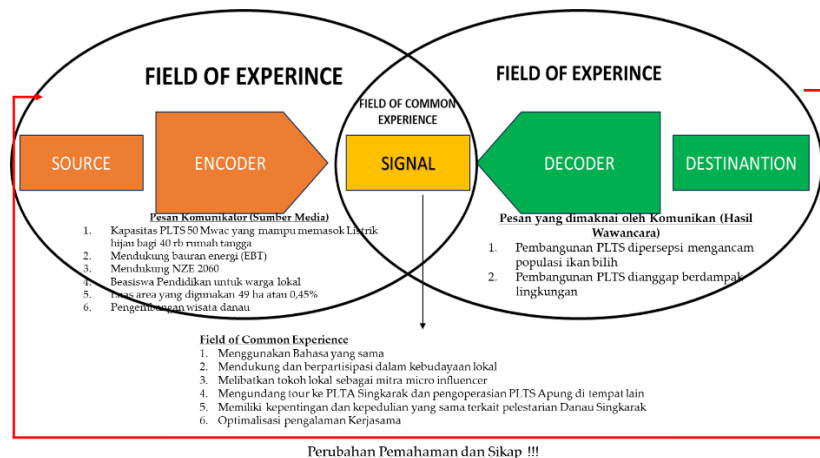 FIELD OF EXPERINCE
FIELD OF EXPERINCE
FIELD OF COMMON
EXPERIENCE
SOURCE
ENCODER
SIGNAL
DECODER
DESTINANTION
Pesan Komunikator (Sumber Media)
1. Kapasitas PLTS 50 Mwac yang mampu memasok Listrik
hijau bagi 40 rb rumah tangga
2. Mendukung bauran energi (EBT)
3. Mendukung NZE 2060
4. Beasiswa Pendidikan untuk warga lokal
5. Luas area yang digunakan 49 ha atau 0,45%
6. Pengembangan wisata danau
Pesan yang dimaknai oleh Komunikan (Hasil
Wawancara)
1. Pembangunan PLTS dipersepsi mengancam
populasi ikan bilih
2. Pembangunan PLTS dianggap berdampak
lingkungan
Field of Common Experience
1. Menggunakan Bahasa yang sama
2. Mendukung dan berpartisipasi dalam kebudayaan lokal
3. Melibatkan tokoh lokal sebagai mitra micro influencer
4. Mengundang tour ke PLTA Singkarak dan pengoperasian PLTS Apung di tempat lain
5. Memiliki kepentingan dan kepedulian yang sama terkait pelestarian Danau Singkarak
6. Optimalisasi pengalaman Kerjasama
Perubahan Pemahaman dan Sikap !!!